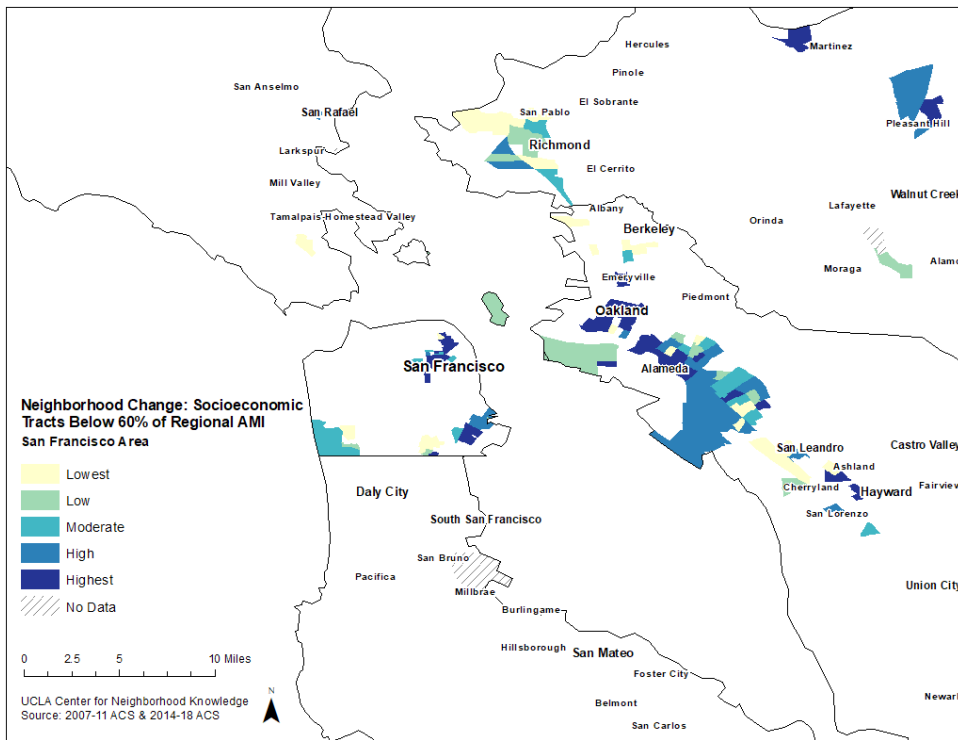 Hercules
Martinez
Pinole
San Anselmo
El Sobrante
San Rafael
San Pablo
Pleasant Hill
Richmond
Larkspur
El Cerrito
Mill Valley
Walnut Creek
Lafayette
Albany
Tamalpais-Homestead Valley
Orinda
Berkeley
Alamo
Moraga
Emeryville
Piedmont
Oakland
San Francisco
Alameda
Neighborhood Change: Socioeconomic
Tracts Below 60% of Regional AMI
San Francisco Area
San Leandro
Castro Valley
Lowest
Ashland
Low
Daly City
Cherryland
Hayward
Fairview
Moderate
South San Francisco
San Lorenzo
High
San Bruno
Highest
Pacifica
Union City
No Data
Millbrae
Burlingame
Hillsborough
San Mateo
0 2.5 5 10 Miles
Foster City
N
UCLA Center for Neighborhood Knowledge
Source: 2007-11 ACS & 2014-18 ACS
Belmont
Newark
San Carlos